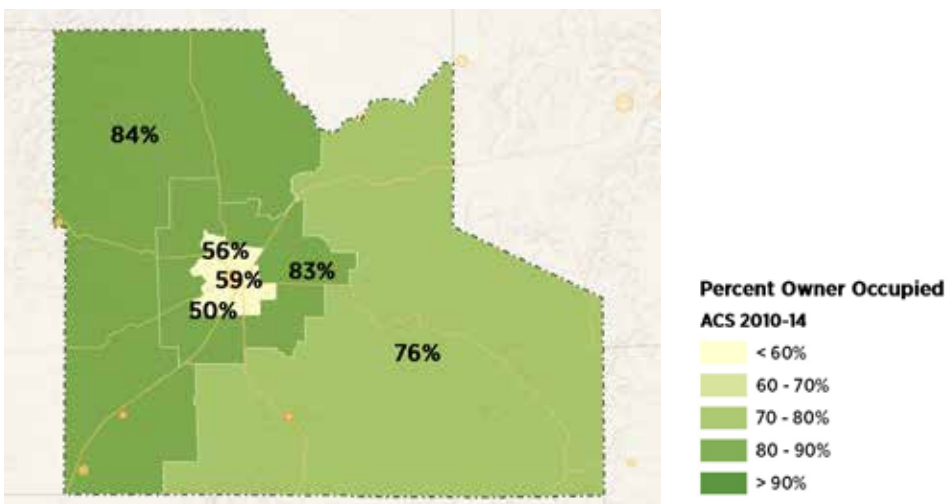 84%
56%
59%
83%
50%
76%
Percent Owner Occupied
ACS 2010-14
< 60%
60 - 70%
70 - 80%
80 - 90%
> 90%